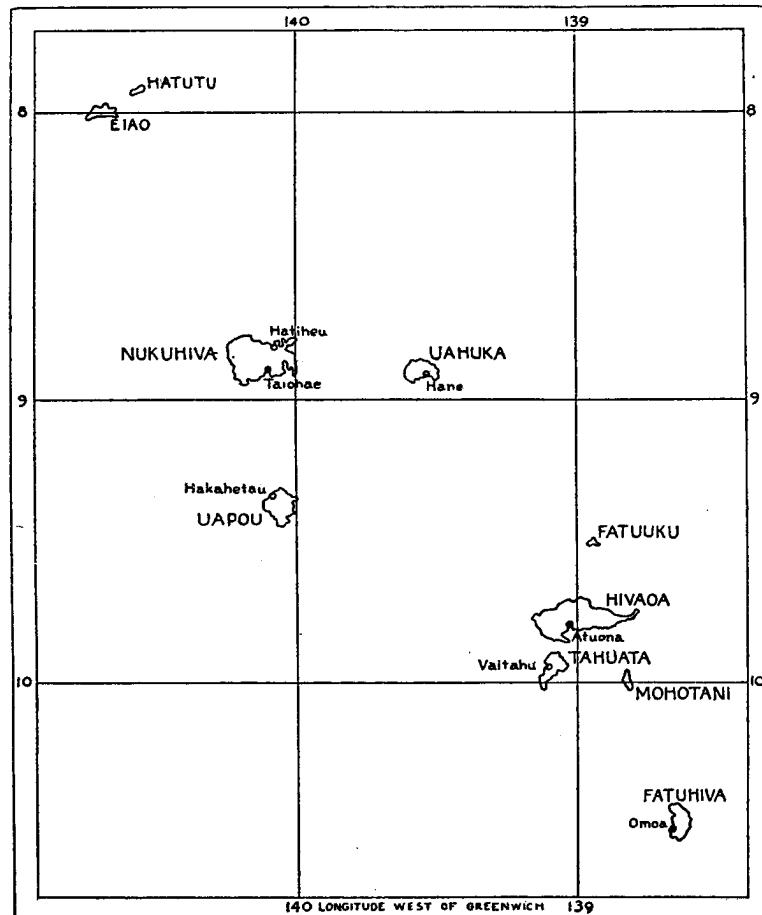 140 139
HATUTU
8 8
EIAO
Hatiheu
NUKUHIVA UAHUKA
Taiohae Hane
9 9
Hakahetau
UAPOU
FATUUKU
HIVAOA
Atuona
Vaitahu TAHUATA
10 10
MOHOTANI
FATUHIVA
Omoa
140 LONGITUDE WEST OF GREENWICH 139